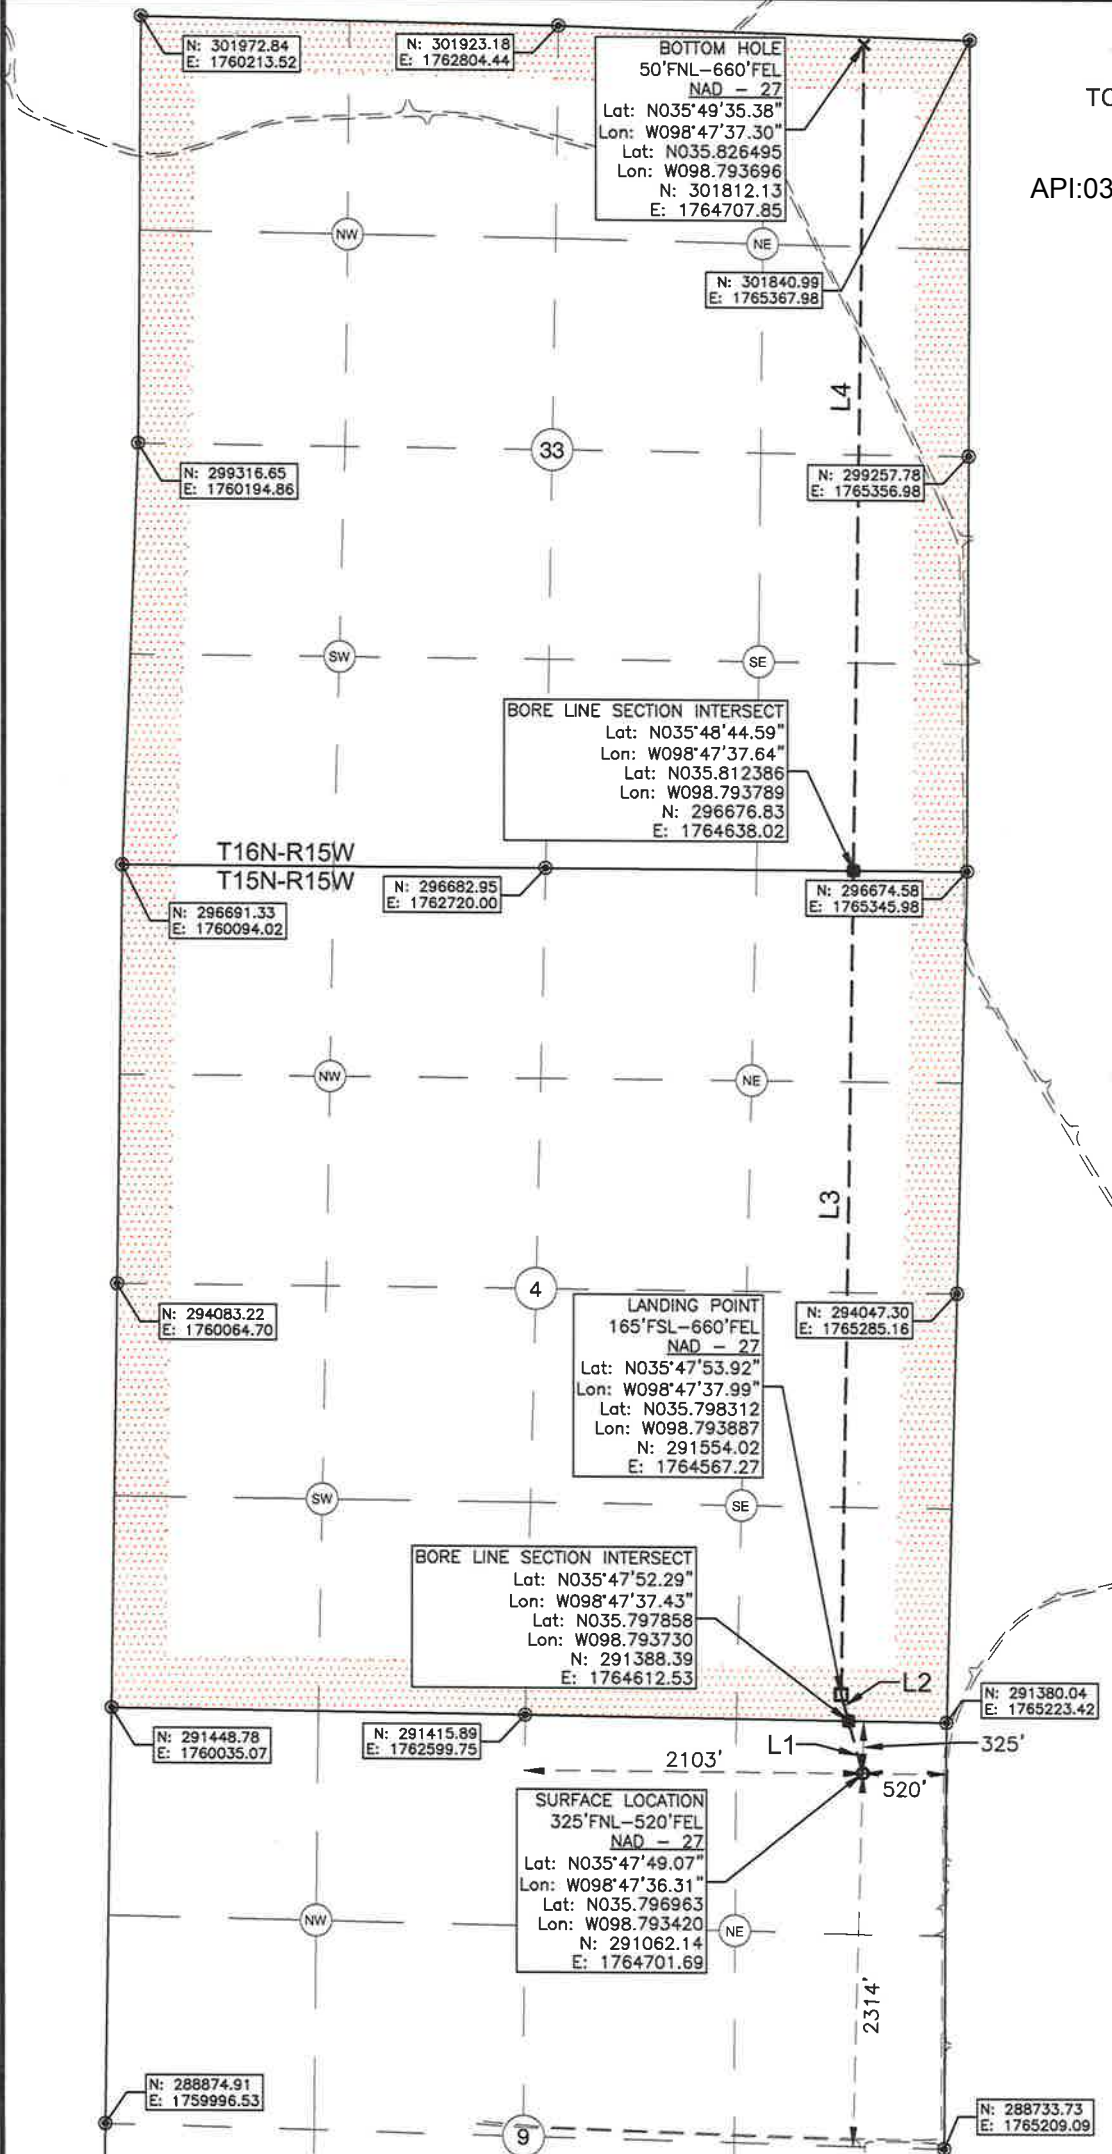 N: 301972.84
E: 1760213.52
N: 301923.18
E: 1762804.44
BOTTOM HOLE
50'FNL-660'FEL
NAD - 27
Lat: N035°49'35.38"
Lon: W098°47'37.30"
Lat: N035.826495
Lon: W098.793696
N: 301812.13
E: 1764707.85
TO
API:03
NW
NE
N: 301840.99
E: 1765367.98
L4
33
N: 299316.65
E: 1760194.86
N: 299257.78
E: 1765356.98
SW
SE
BORE LINE SECTION INTERSECT
Lat: N035°48'44.59"
Lon: W098°47'37.64"
Lat: N035.812386
Lon: W098.793789
N: 296676.83
E: 1764638.02
T16N-R15W
T15N-R15W
N: 296691.33
E: 1760094.02
N: 296682.95
E: 1762720.00
N: 296674.58
E: 1765345.98
NW
NE
L3
4
N: 294083.22
E: 1760064.70
LANDING POINT
165'FSL-660'FEL
NAD - 27
Lat: N035°47'53.92"
Lon: W098°47'37.99"
Lat: N035.798312
Lon: W098.793887
N: 291554.02
E: 1764567.27
N: 294047.30
E: 1765285.16
SW
SE
BORE LINE SECTION INTERSECT
Lat: N035°47'52.29"
Lon: W098°47'37.43"
Lat: N035.797858
Lon: W098.793730
N: 291388.39
E: 1764612.53
L2
N: 291380.04
E: 1765223.42
N: 291448.78
E: 1760035.07
N: 291415.89
E: 1762599.75
L1
325'
2103'
520'
SURFACE LOCATION
325'FNL-520'FEL
NAD - 27
Lat: N035°47'49.07"
Lon: W098°47'36.31"
Lat: N035.796963
Lon: W098.793420
N: 291062.14
E: 1764701.69
NW
NE
2314'
N: 288874.91
E: 1759996.53
9
N: 288733.73
E: 1765209.09